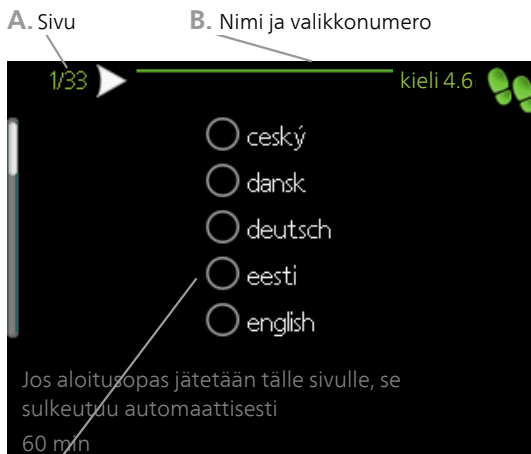 A. Sivu
B. Nimi ja valikkonumero
1/33
kieli 4.6
ceský
dansk
deutsch
eesti
english
Jos aloitusopas jätetään tälle sivulle, se
sulkeutuu automaattisesti
60 min